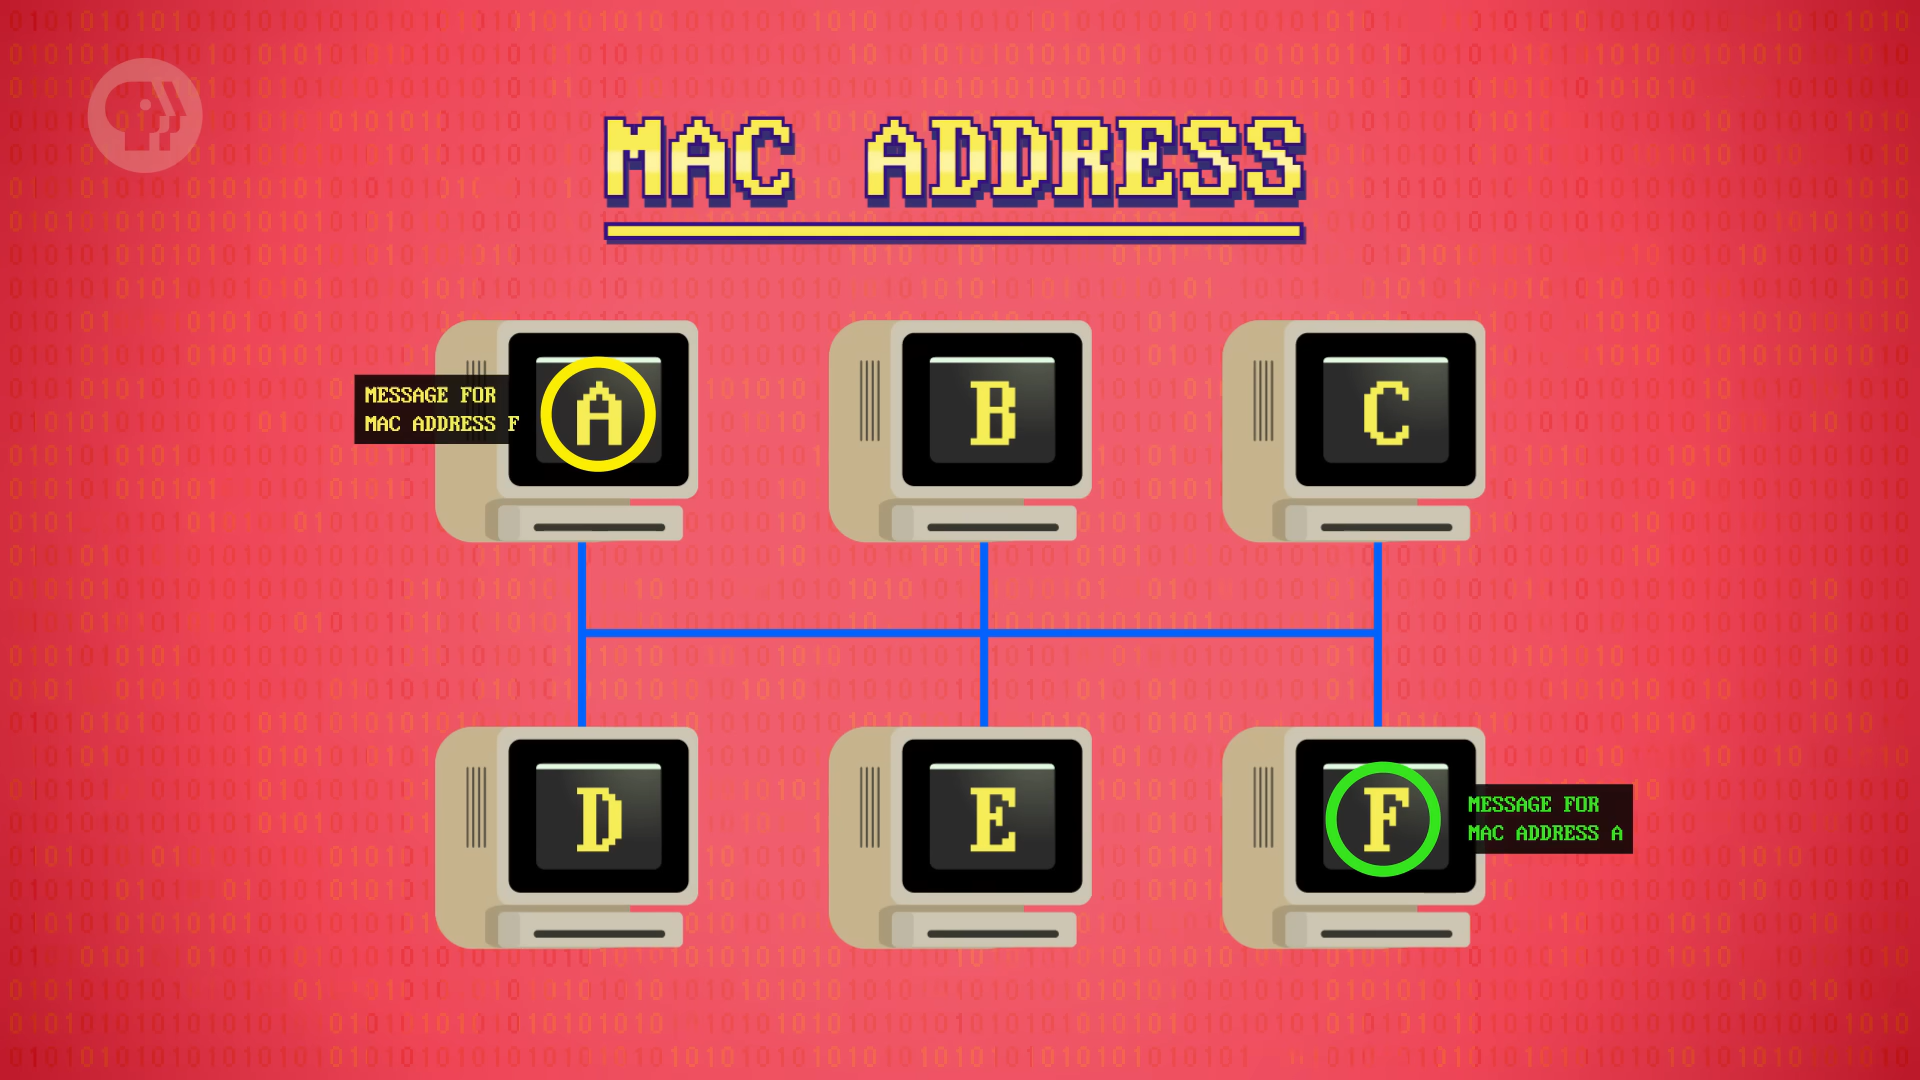 MAC ADDRESS
MESSAGE FOR
MAC ADDRESS F
A
B
C
D
E
F
MESSAGE FOR
MAC ADDRESS A